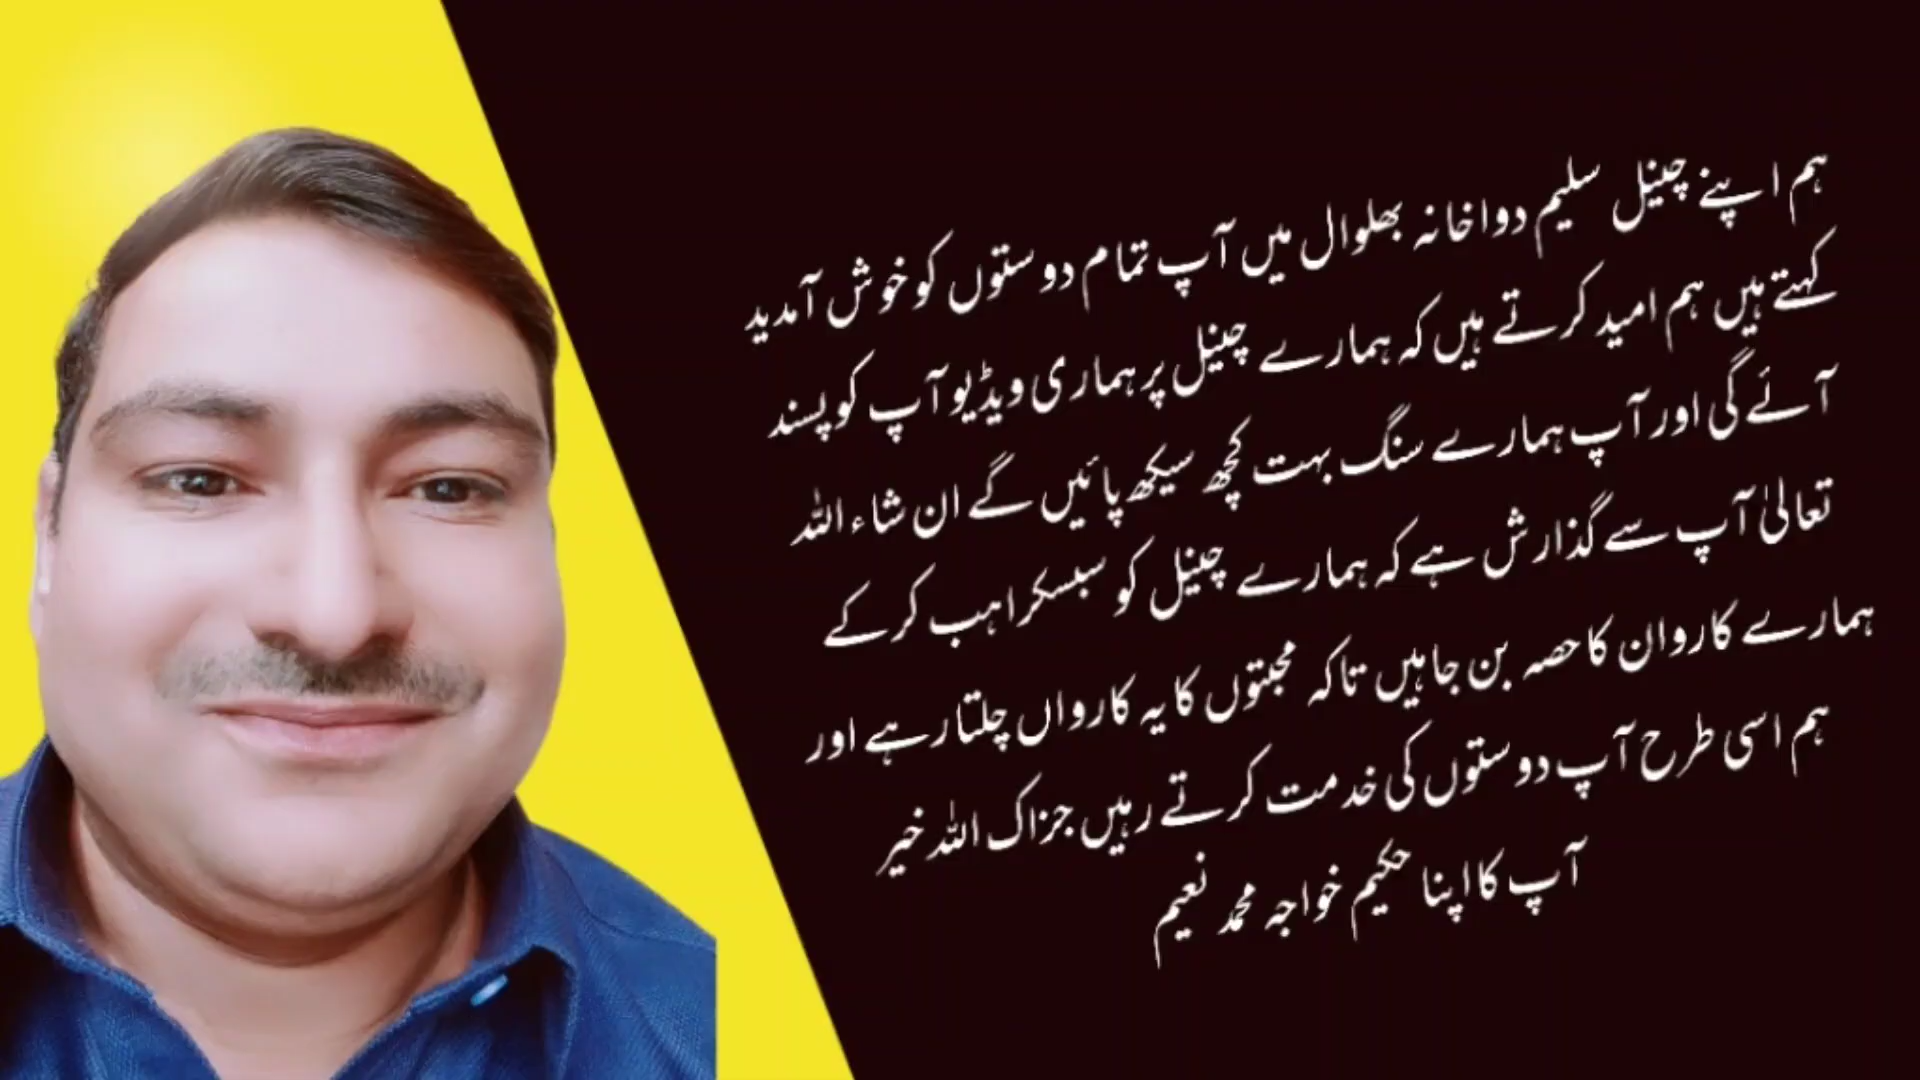 ہم اپنے چینل سلیم دواخانہ بھلوال میں آپ تمام دوستوں کو خوش آمدید
کہتے ہیں ہم امید کرتے ہیں کہ ہمارے چینل پر ہماری ویڈیو آپ کو پسند
آئے گی اور آپ ہمارے سنگ بہت کچھ سیکھ پائیں گے ان شاء اللہ
تعالیٰ آپ سے گذارش ہے کہ ہمارے چینل کو سبسکراہب کر کے
ہمارے کاروان کا حصہ بن جاہیں تاکہ مجبتوں کا یہ کارواں چلتا رہے اور
ہم اسی طرح آپ دوستوں کی خدمت کرتے رہیں جزاک اللہ خیر
آپ کا اپنا حکیم خواجہ محمد نعیم